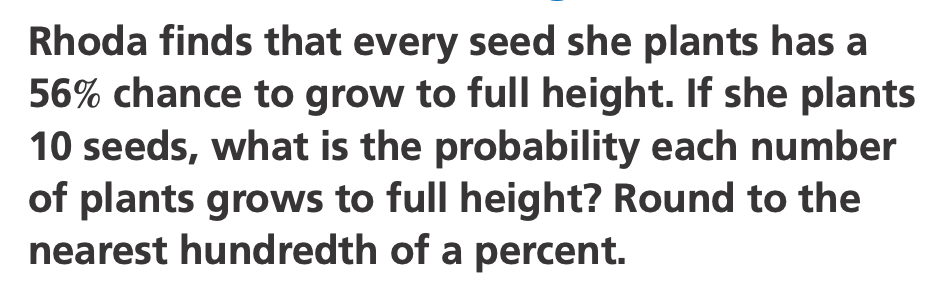 Rhoda finds that every seed she plants has a
56% chance to grow to full height. If she plants
10 seeds, what is the probability each number
of plants grows to full height? Round to the
nearest hundredth of a percent.